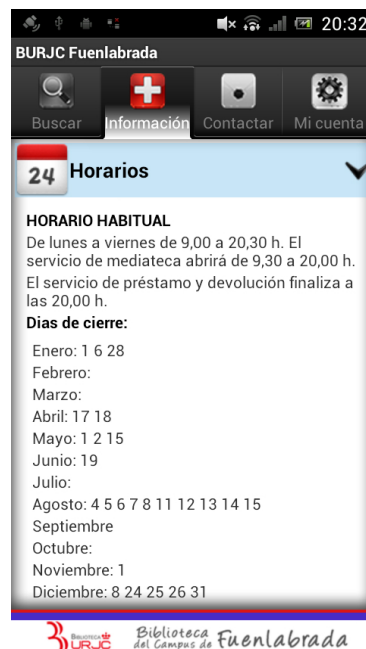 20:32
BURJC Fuenlabrada
Buscar
Información
Contactar
Mi cuenta
24 Horarios
HORARIO HABITUAL
De lunes a viernes de 9,00 a 20,30 h. El
servicio de mediateca abrirá de 9,30 a 20,00 h.
El servicio de préstamo y devolución finaliza a
las 20,00 h.
Dias de cierre:
Enero: 1 6 28
Febrero:
Marzo:
Abril: 17 18
Mayo: 1 2 15
Junio: 19
Julio:
Agosto: 4 5 6 7 8 11 12 13 14 15
Septiembre
Octubre:
Noviembre: 1
Diciembre: 8 24 25 26 31
Biblioteca
URJC
Biblioteca
del Campus de Fuenlabrada